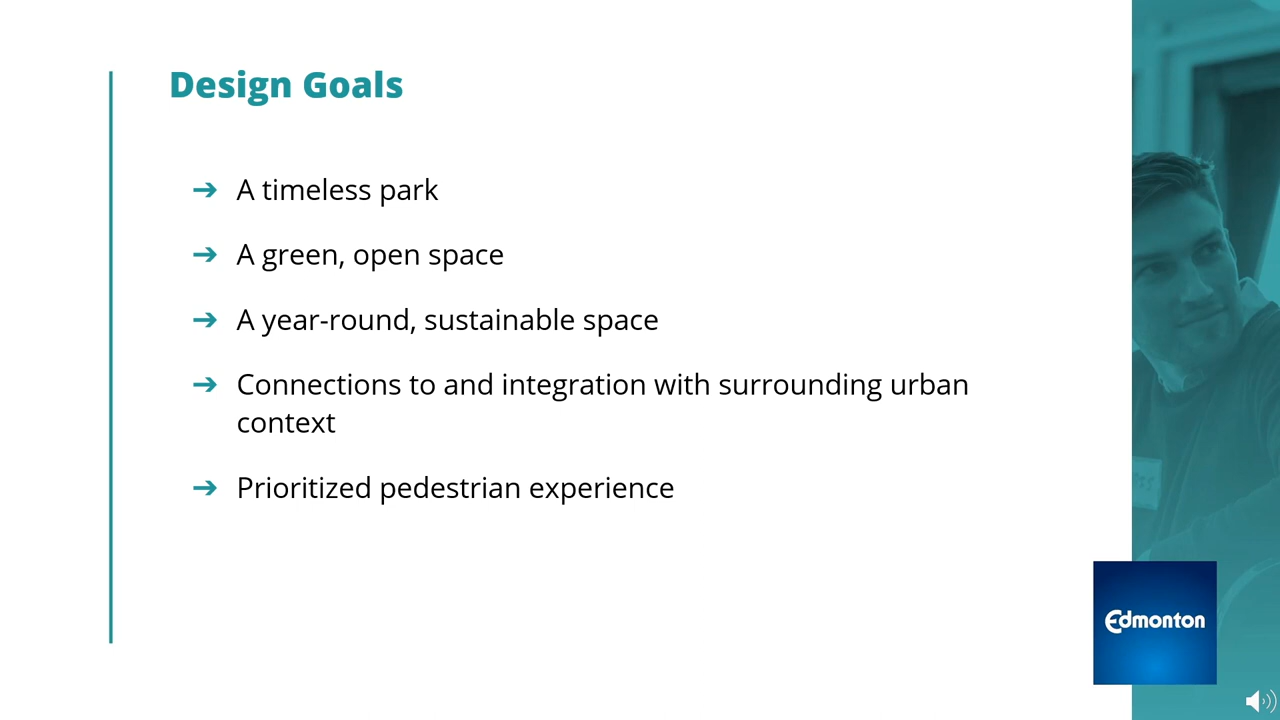 Design Goals
➔ A timeless park
➔ A green, open space
➔ A year-round, sustainable space
➔ Connections to and integration with surrounding urban
context
➔ Prioritized pedestrian experience
Edmonton